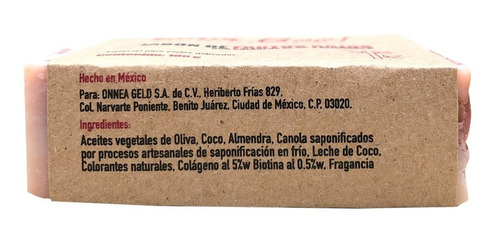 Hecho en México
Para: ONNEA GELD S.A. de C.V., Heriberto Frías 829,
Col. Narvarte Poniente, Benito Juárez, Ciudad de México, C.P. 03020.
Ingredientes:
Aceites vegetales de Oliva, Coco, Almendra, Canola saponificados
por procesos artesanales de saponificación en frío, Leche de Coco,
Colorantes naturales, Colágeno al 5%w Biotina al 0.5%w, Fragancia